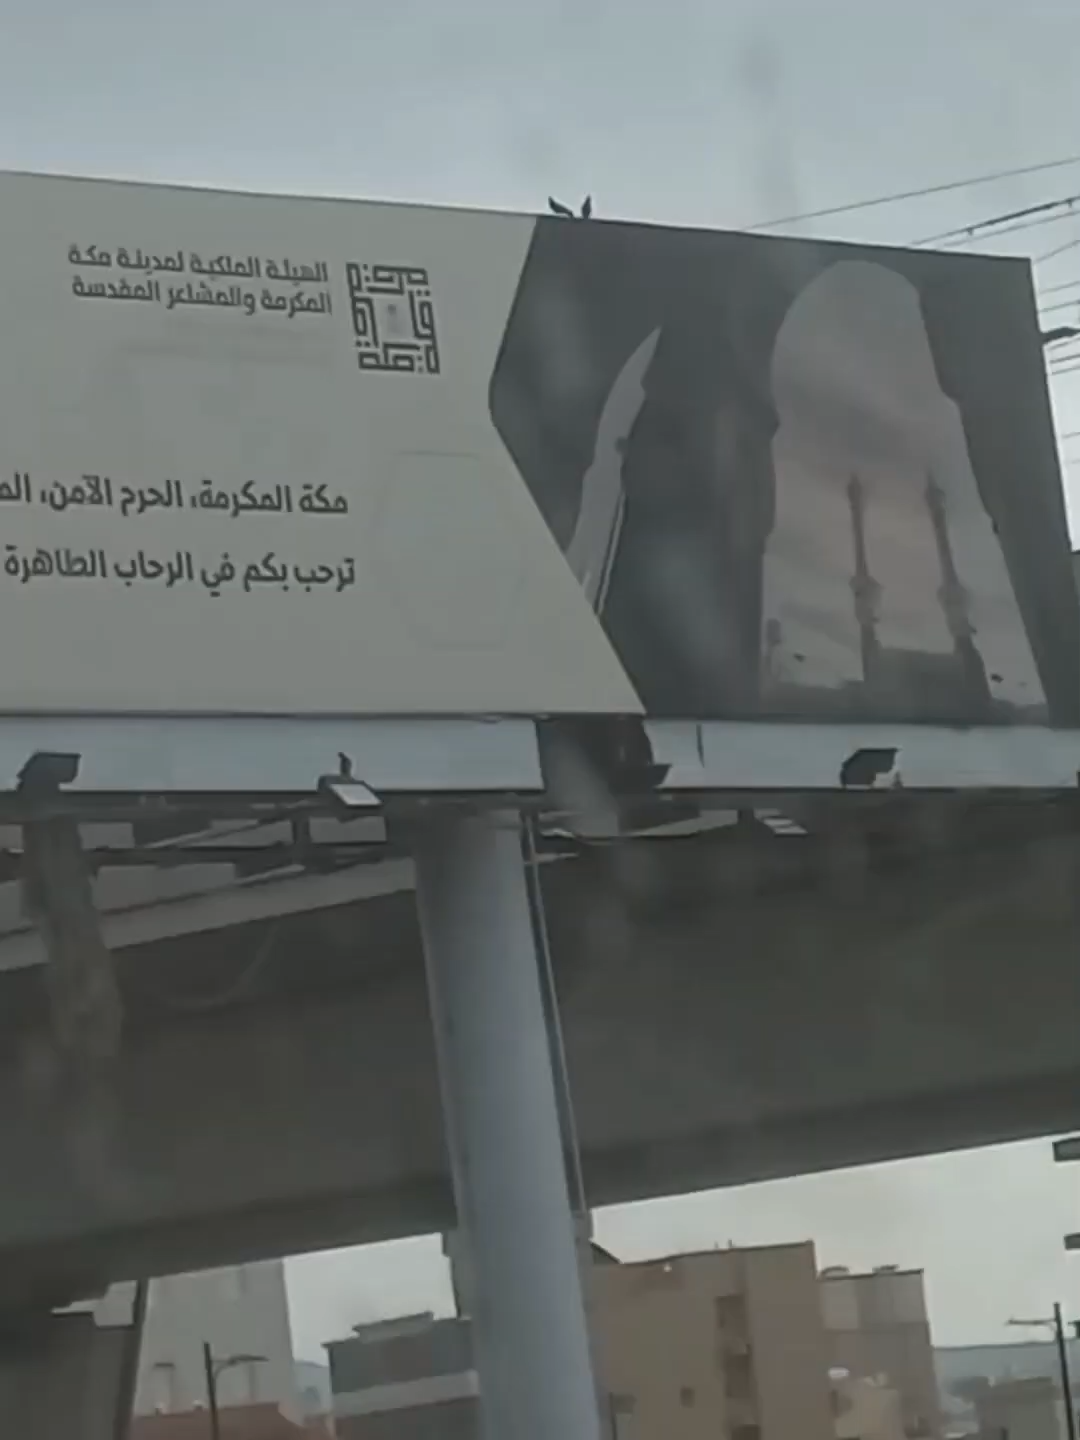 الهيئة الملكية لمدينة مكة
المكرمة والمشاعر المقدسة
مكة المكرمة، الحرم الآمن،
ترحب بكم في الرحاب الطاهرة